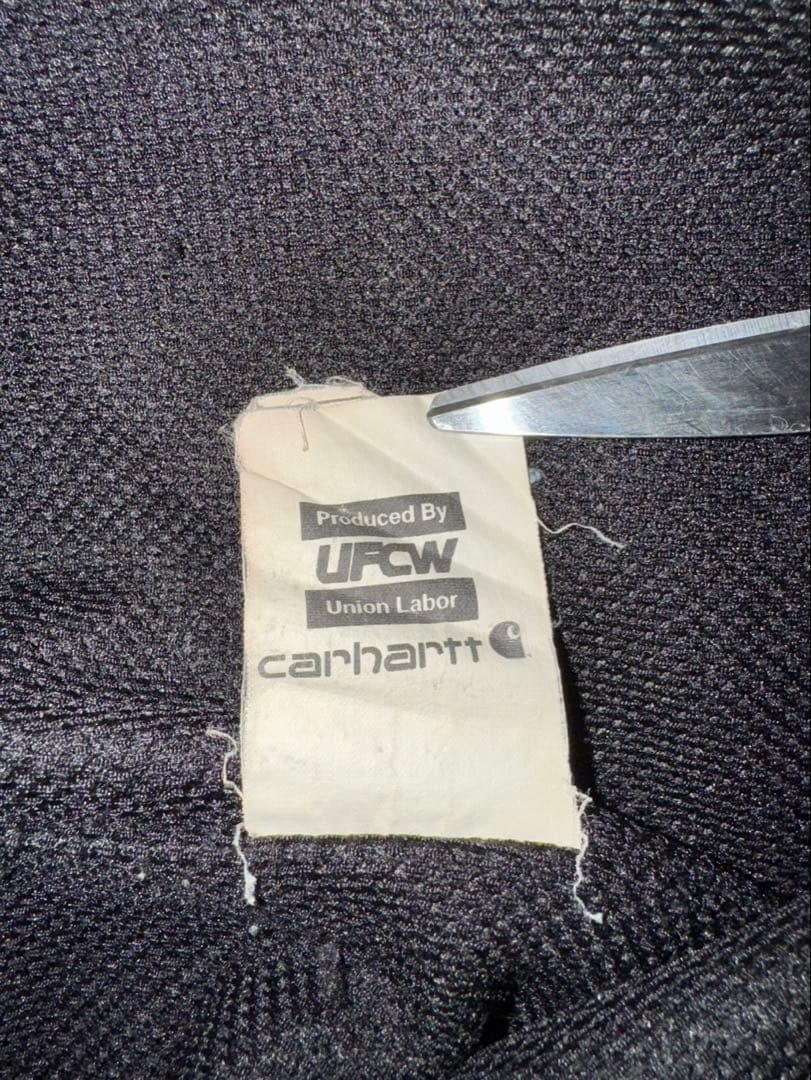 Produced By
UFCW
Union Labor
carhartt